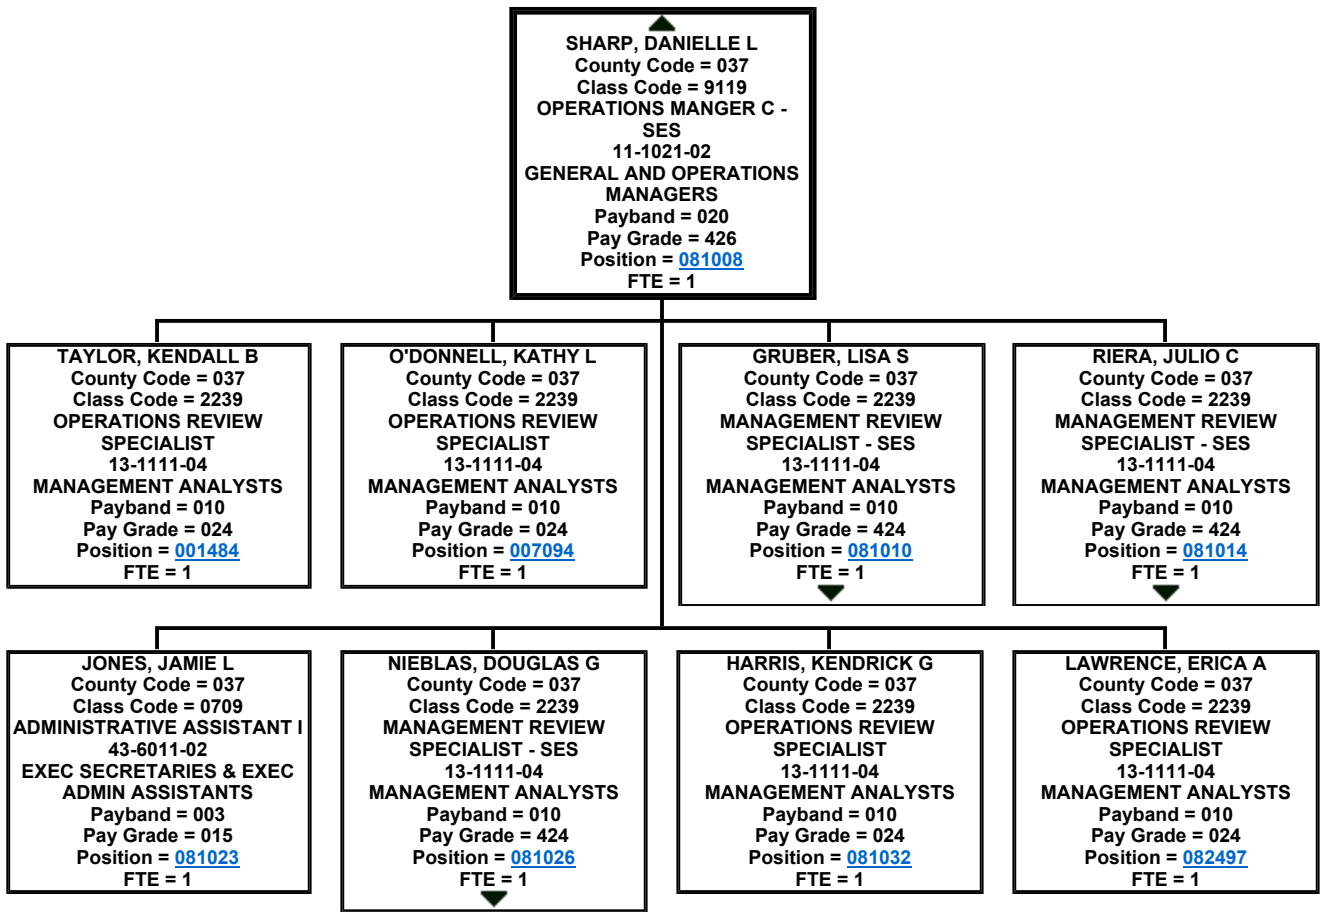 SHARP, DANIELLE L
County Code = 037
Class Code = 9119
OPERATIONS MANGER C -
SES
11-1021-02
GENERAL AND OPERATIONS
MANAGERS
Payband = 020
Pay Grade = 426
Position = 081008
FTE = 1
TAYLOR, KENDALL B
County Code = 037
Class Code = 2239
OPERATIONS REVIEW
SPECIALIST
13-1111-04
MANAGEMENT ANALYSTS
Payband = 010
Pay Grade = 024
Position = 001484
FTE = 1
O'DONNELL, KATHY L
County Code = 037
Class Code = 2239
OPERATIONS REVIEW
SPECIALIST
13-1111-04
MANAGEMENT ANALYSTS
Payband = 010
Pay Grade = 024
Position = 007094
FTE = 1
GRUBER, LISA S
County Code = 037
Class Code = 2239
MANAGEMENT REVIEW
SPECIALIST - SES
13-1111-04
MANAGEMENT ANALYSTS
Payband = 010
Pay Grade = 424
Position = 081010
FTE = 1
RIERA, JULIO C
County Code = 037
Class Code = 2239
MANAGEMENT REVIEW
SPECIALIST - SES
13-1111-04
MANAGEMENT ANALYSTS
Payband = 010
Pay Grade = 424
Position = 081014
FTE = 1
JONES, JAMIE L
County Code = 037
Class Code = 0709
ADMINISTRATIVE ASSISTANT I
43-6011-02
EXEC SECRETARIES & EXEC
ADMIN ASSISTANTS
Payband = 003
Pay Grade = 015
Position = 081023
FTE = 1
NIEBLAS, DOUGLAS G
County Code = 037
Class Code = 2239
MANAGEMENT REVIEW
SPECIALIST - SES
13-1111-04
MANAGEMENT ANALYSTS
Payband = 010
Pay Grade = 424
Position = 081026
FTE = 1
HARRIS, KENDRICK G
County Code = 037
Class Code = 2239
OPERATIONS REVIEW
SPECIALIST
13-1111-04
MANAGEMENT ANALYSTS
Payband = 010
Pay Grade = 024
Position = 081032
FTE = 1
LAWRENCE, ERICA A
County Code = 037
Class Code = 2239
OPERATIONS REVIEW
SPECIALIST
13-1111-04
MANAGEMENT ANALYSTS
Payband = 010
Pay Grade = 024
Position = 082497
FTE = 1